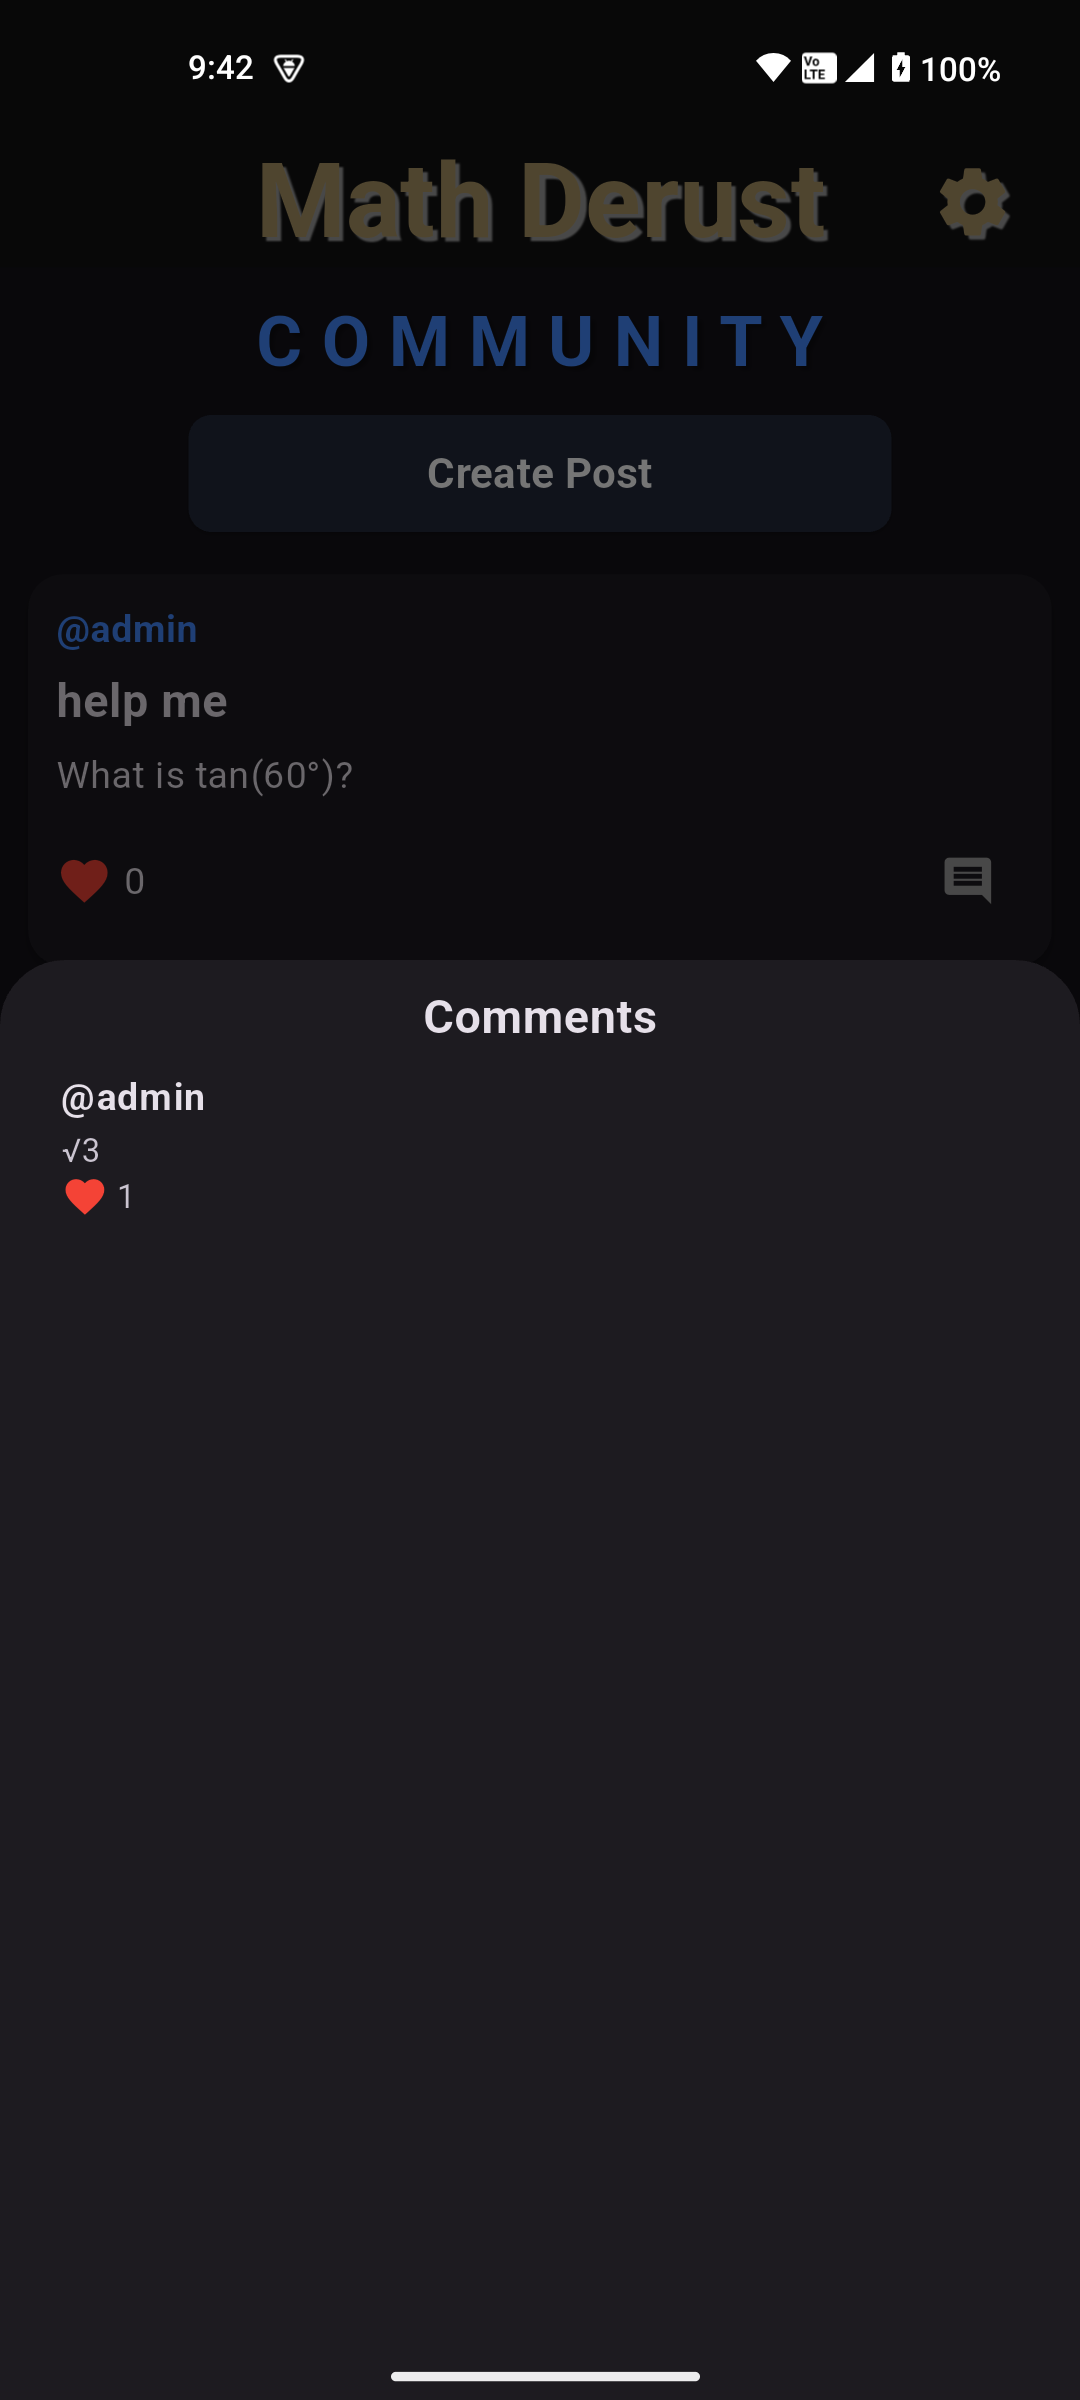 9:42 Vo LTE 100%
Math Derust
COMMUNITY
Create Post
@admin
help me
What is tan(60°)?
0
Comments
@admin
√3
1